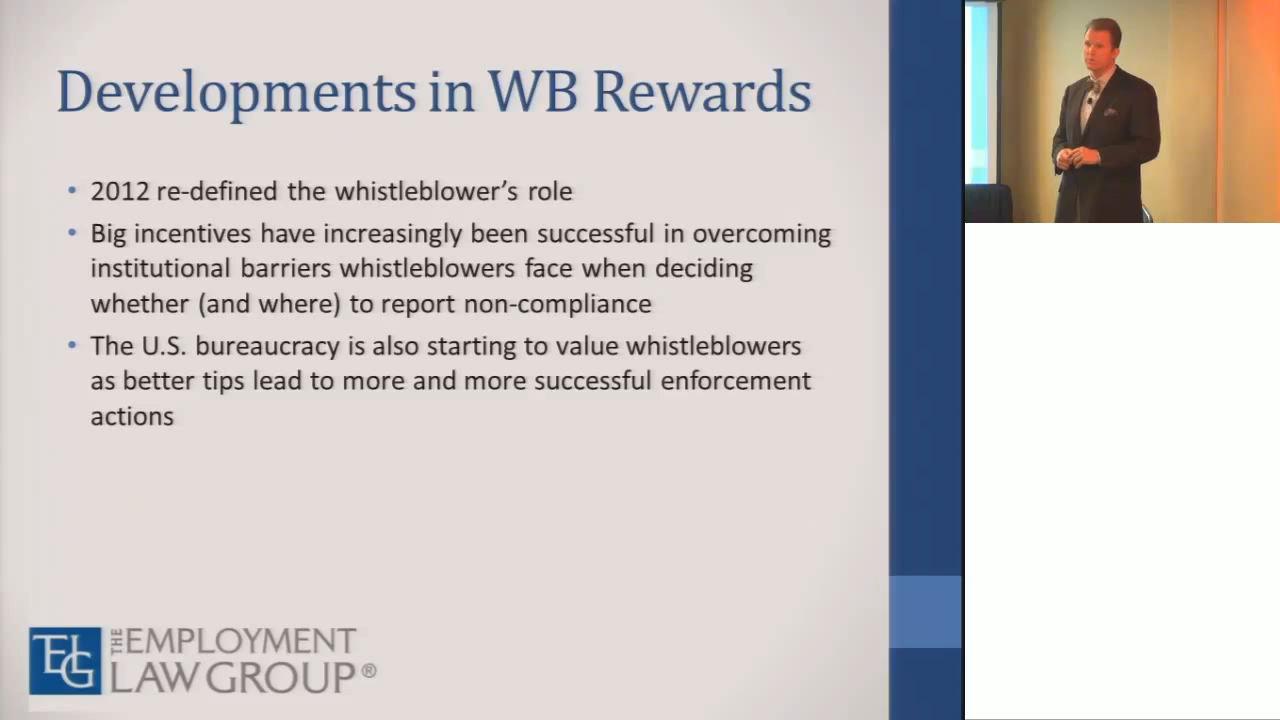 Developments in WB Rewards
• 2012 re-defined the whistleblower’s role
• Big incentives have increasingly been successful in overcoming
institutional barriers whistleblowers face when deciding
whether (and where) to report non-compliance
• The U.S. bureaucracy is also starting to value whistleblowers
as better tips lead to more and more successful enforcement
actions
TELG
THE EMPLOYMENT
LAW GROUP®